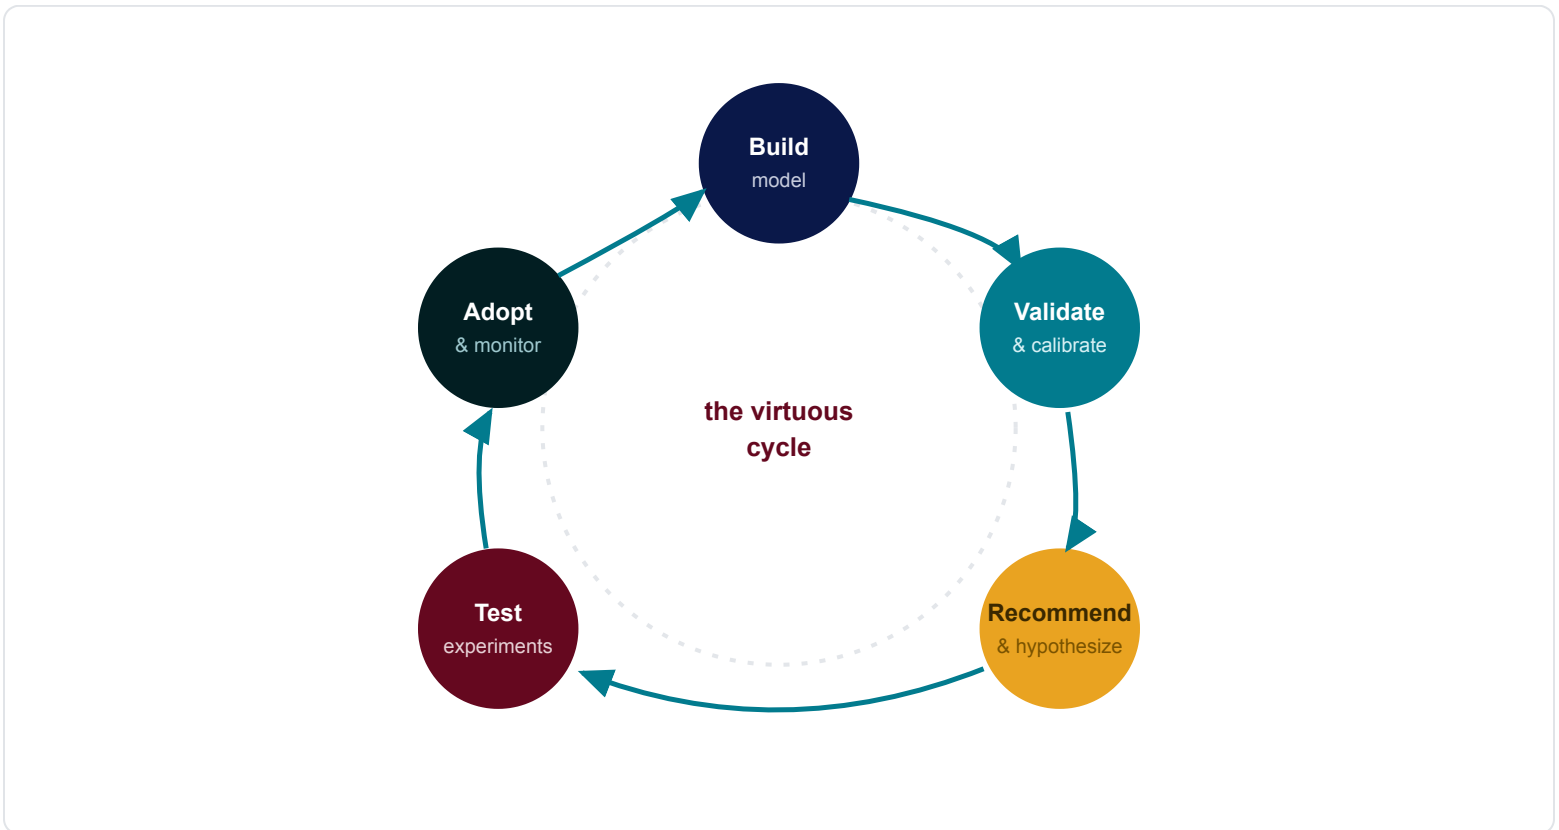 Build
model
Validate
& calibrate
Recommend
& hypothesize
Test
experiments
Adopt
& monitor
the virtuous
cycle